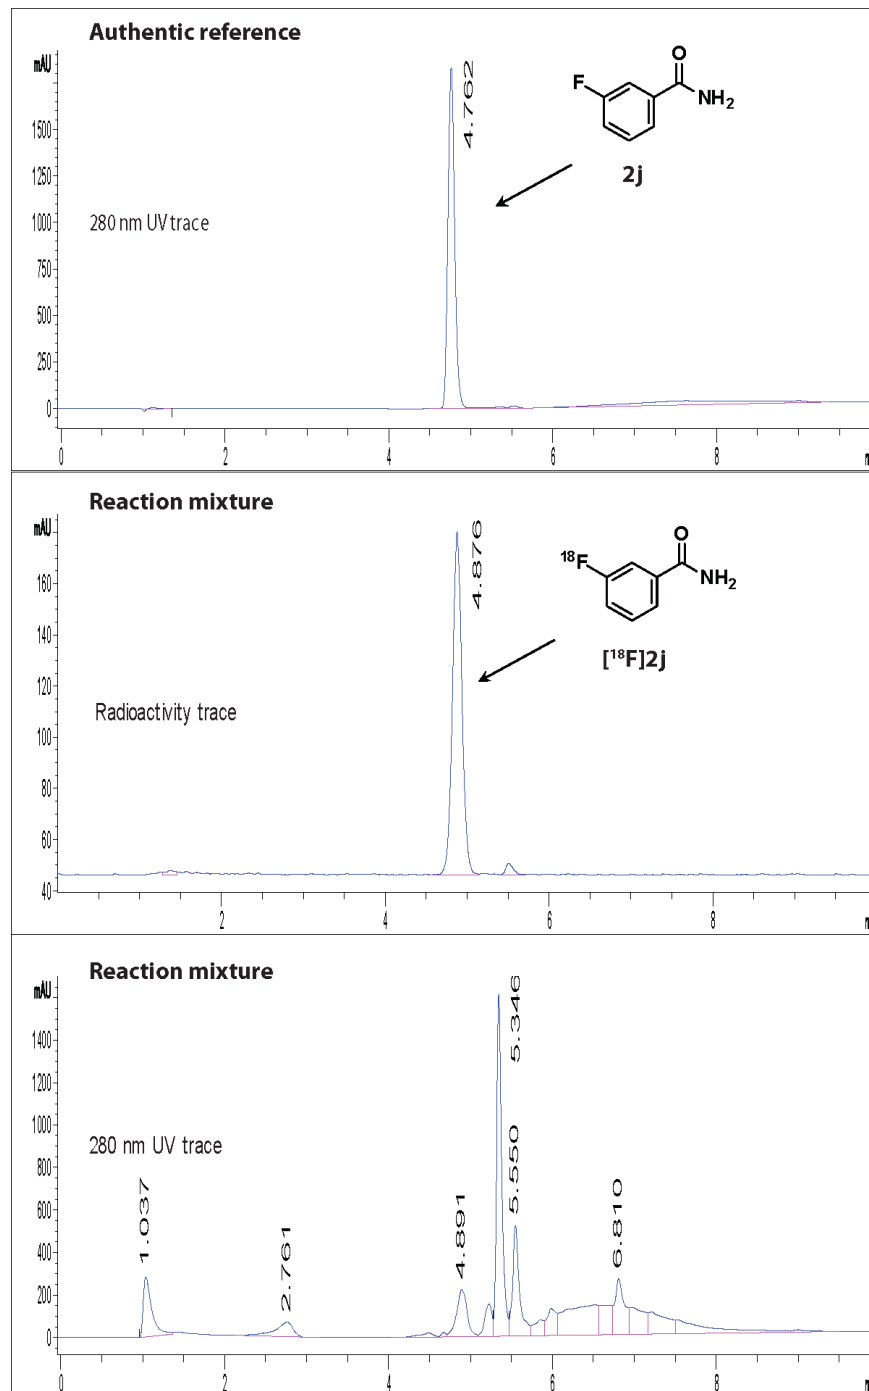 Authentic reference
mAU
1500
1250
1000
750
500
250
0
4.762
F
O
NH₂
2j
280 nm UV trace
0 2 4 6 8
Reaction mixture
mAU
160
140
120
100
80
60
40
4.876
¹⁸F
O
NH₂
[¹⁸F]2j
Radioactivity trace
2 4 6 8
Reaction mixture
mAU
1400
1200
1000
800
600
400
200
0
280 nm UV trace
1.037
2.761
4.891
5.346
5.550
6.810
0 2 4 6 8